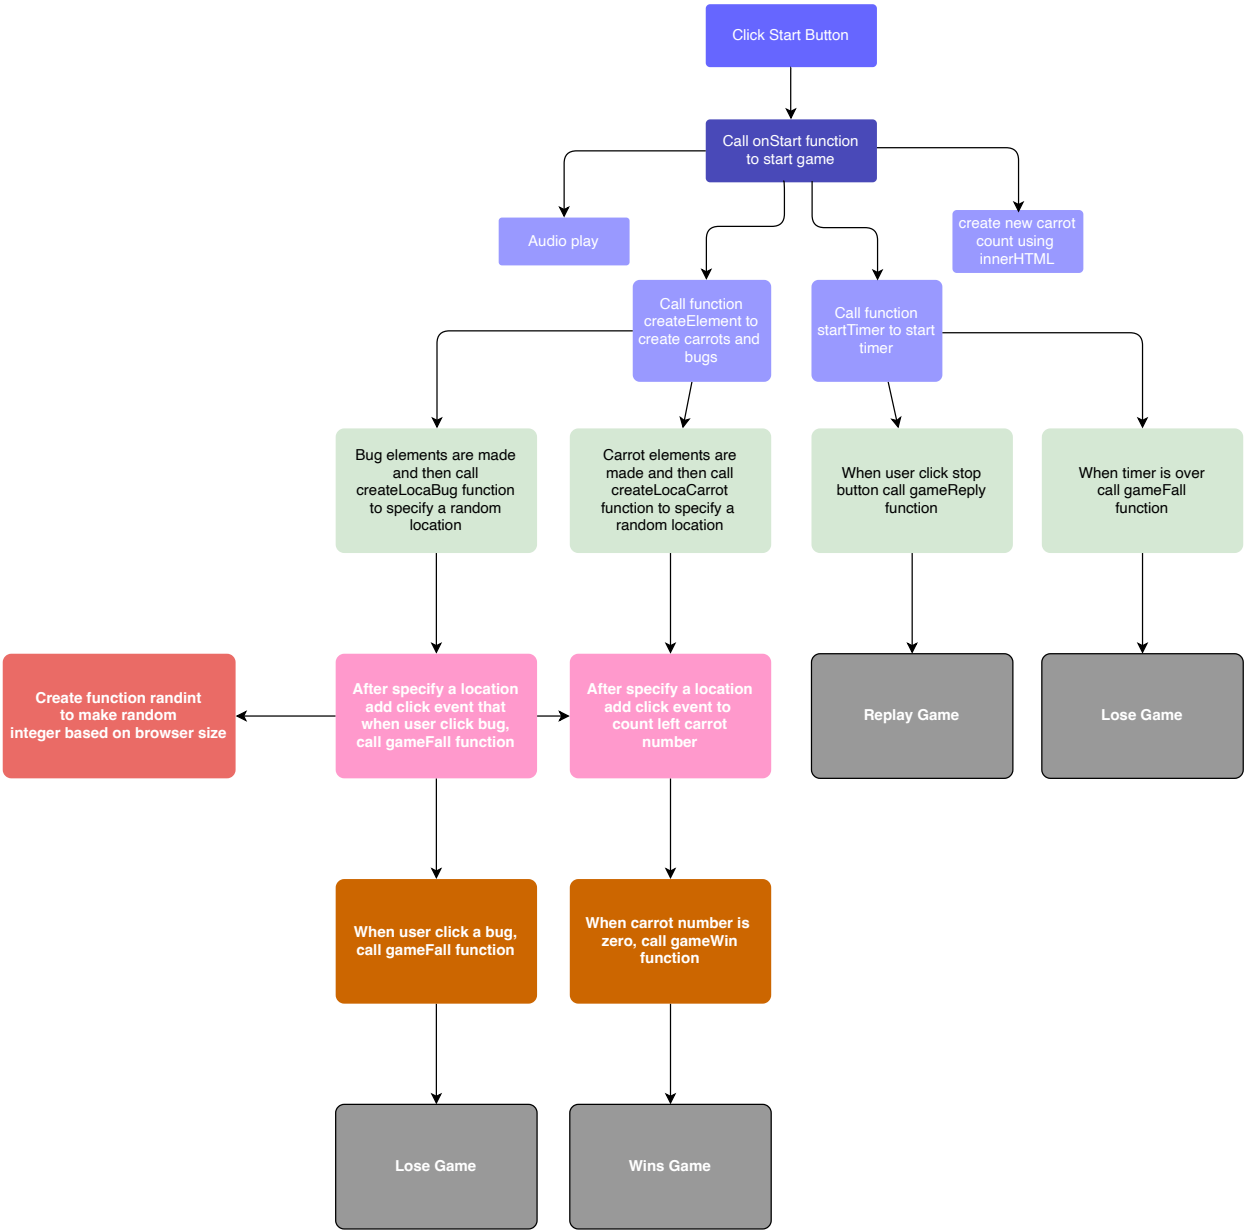 Click Start Button
Call onStart function
to start game
Audio play
create new carrot
count using
innerHTML
Call function
createElement to
create carrots and
bugs
Call function
startTimer to start
timer
Bug elements are made
and then call
createLocaBug function
to specify a random
location
Carrot elements are
made and then call
createLocaCarrot
function to specify a
random location
When user click stop
button call gameReply
function
When timer is over
call gameFall
function
Create function randint
to make random
integer based on browser size
After specify a location
add click event that
when user click bug,
call gameFall function
After specify a location
add click event to
count left carrot
number
Replay Game
Lose Game
When user click a bug,
call gameFall function
When carrot number is
zero, call gameWin
function
Lose Game
Wins Game